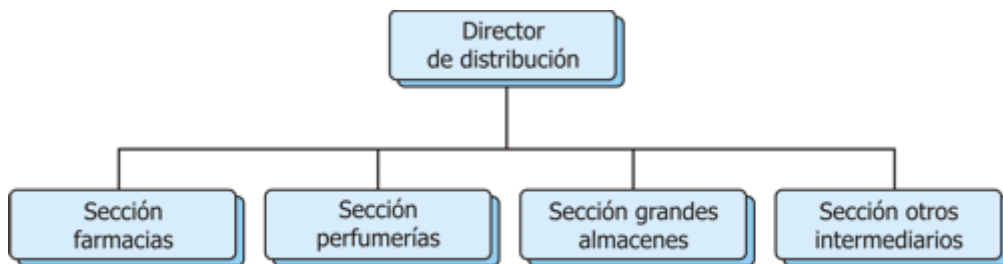 Director
de distribución
Sección
farmacias
Sección
perfumerías
Sección grandes
almacenes
Sección otros
intermediarios